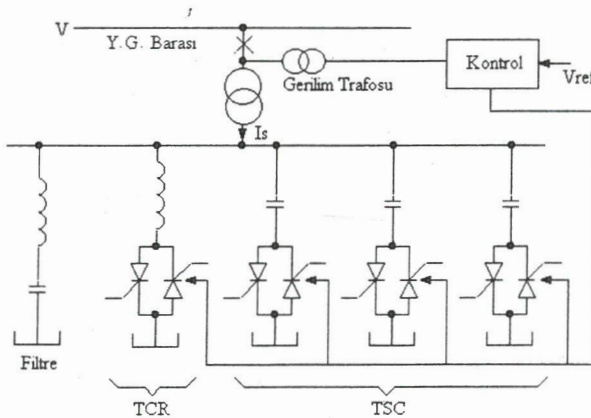 V
Y.G. Barası
Kontrol
Gerilim Trafosu
Vref
Is
Filtre
TCR
TSC